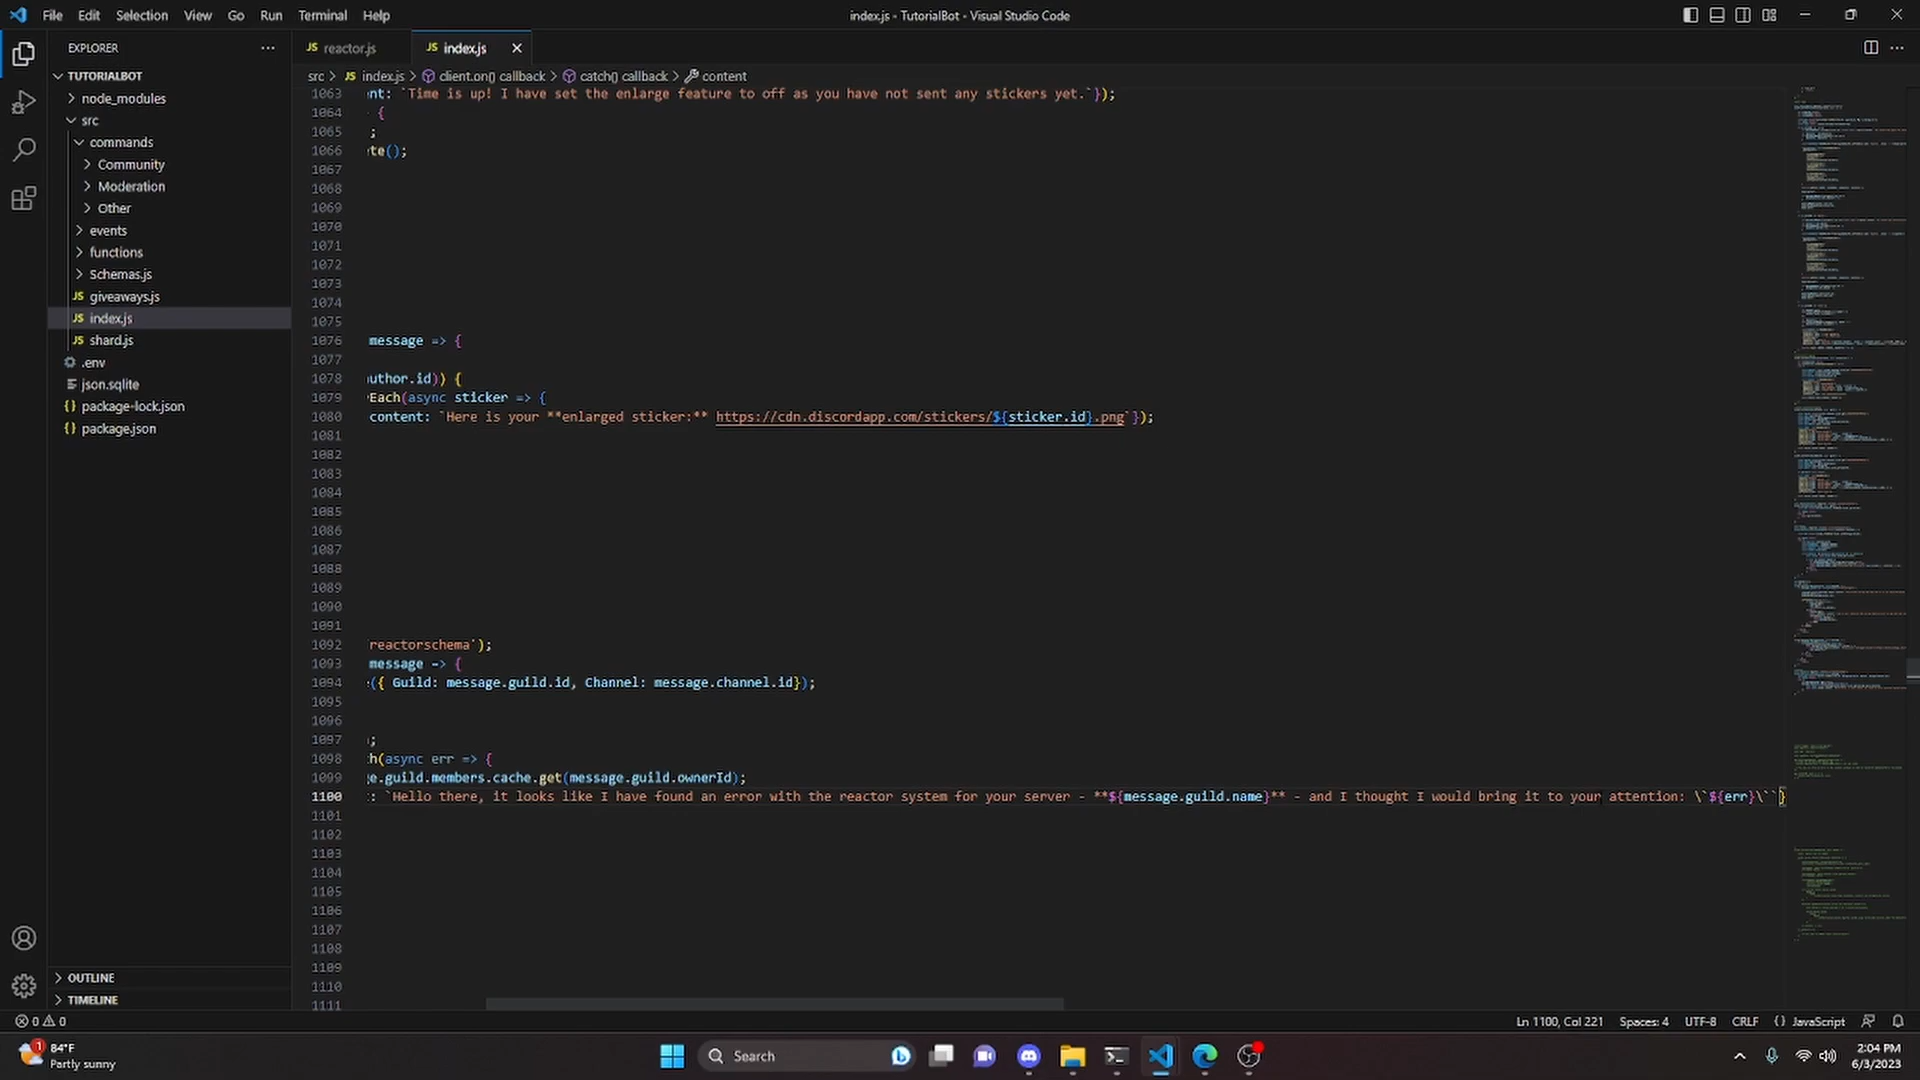 File Edit Selection View Go Run Terminal Help
index.js - TutorialBot - Visual Studio Code
EXPLORER
TUTORIALBOT
node_modules
src
commands
Community
Moderation
Other
events
functions
Schemas.js
JS giveaways.js
JS index.js
JS shard.js
.env
json.sqlite
{} package-lock.json
{} package.json
OUTLINE
TIMELINE
JS reactor.js JS index.js
src > JS index.js > client.on() callback > catch() callback > content
1063 nt: `Time is up! I have set the enlarge feature to off as you have not sent any stickers yet.`});
1064 {
1065 ;
1066 te();
1067
1068
1069
1070
1071
1072
1073
1074
1075
1076 message => {
1077
1078 uthor.id)) {
1079 Each(async sticker => {
1080 content: `Here is your **enlarged sticker:** https://cdn.discordapp.com/stickers/${sticker.id}.png`});
1081
1082
1083
1084
1085
1086
1087
1088
1089
1090
1091
1092 reactorschema`);
1093 message => {
1094 ({ Guild: message.guild.id, Channel: message.channel.id});
1095
1096
1097 ;
1098 h(async err => {
1099 e.guild.members.cache.get(message.guild.ownerId);
1100 : `Hello there, it looks like I have found an error with the reactor system for your server - **${message.guild.name}** - and I thought I would bring it to your attention: \`${err}\``}
1101
1102
1103
1104
1105
1106
1107
1108
1109
1110
1111
0 0
Ln 1100, Col 221 Spaces: 4 UTF-8 CRLF {} JavaScript
1
84°F
Partly sunny
Search
2:04 PM
6/3/2023